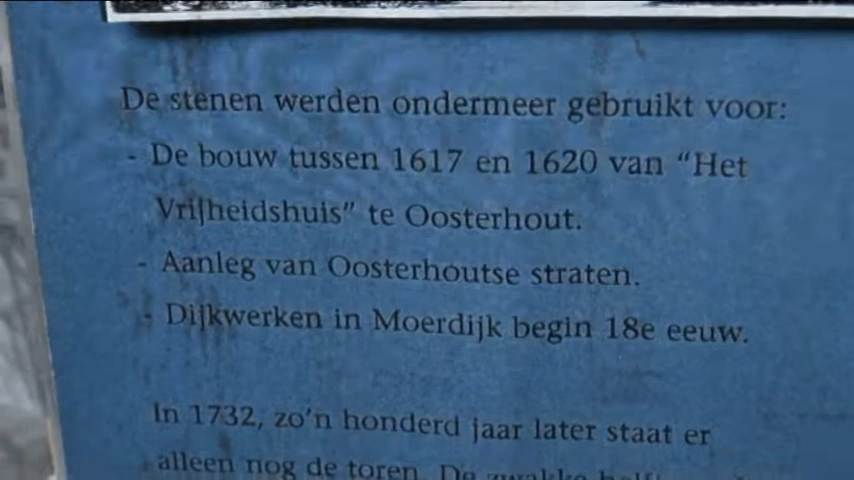 De stenen werden ondermeer gebruikt voor:
- De bouw tussen 1617 en 1620 van "Het
Vrijheidshuis" te Oosterhout.
- Aanleg van Oosterhoutse straten.
- Dijkwerken in Moerdijk begin 18e eeuw.
In 1732, zo'n honderd jaar later staat er
alleen nog de toren. De zwakke